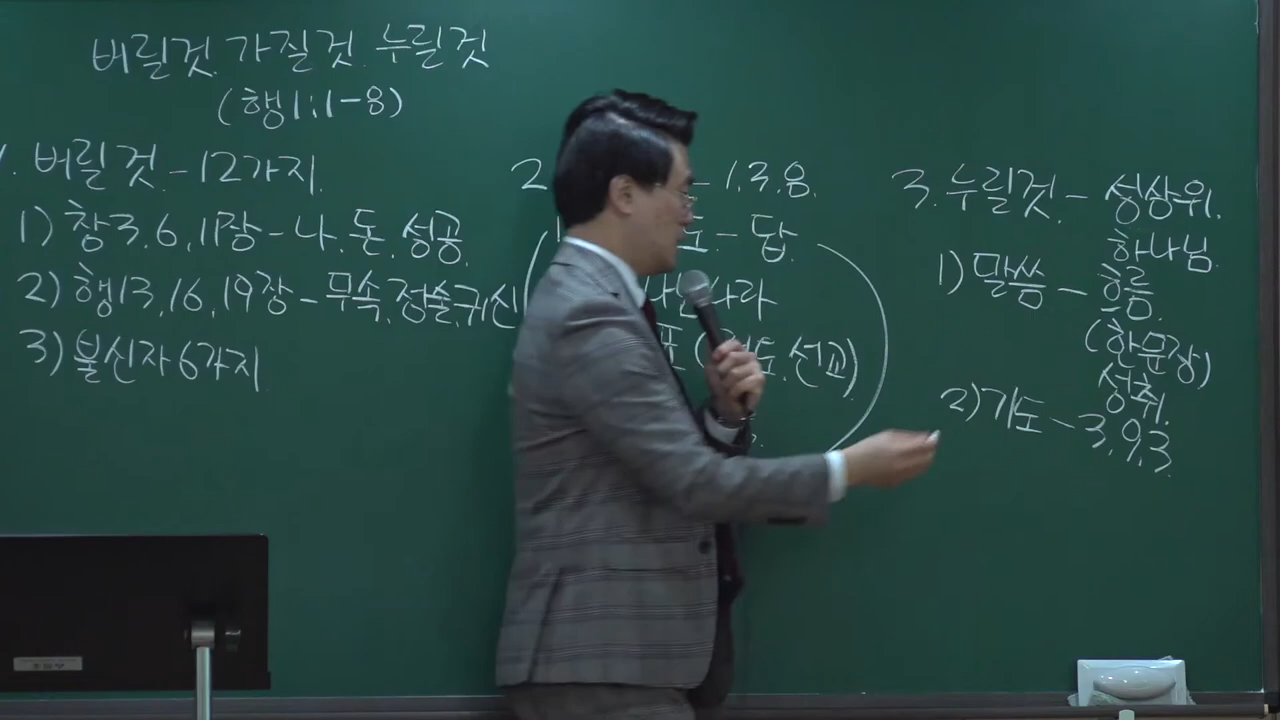 버릴것. 가질것. 누릴것
(행1:1-8)
1. 버릴것. - 12가지.
1) 창3.6.11장 - 나. 돈. 성공.
2) 행13,16,19장 - 무속.점술.귀신
3) 불신자 6가지.
2 - 1.3.응.
- 답.
나라
선교)
3. 누릴것. - 성삼위.
하나님.
1) 말씀 - 흐름.
(한문장)
성취.
2) 기도 - 3,9,3.